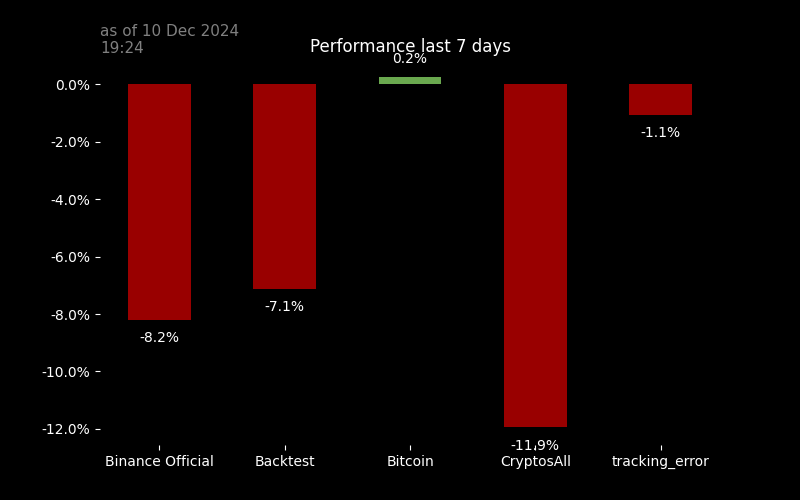 as of 10 Dec 2024
19:24
Performance last 7 days
0.2%
0.0%
-2.0%
-4.0%
-6.0%
-8.0%
-10.0%
-12.0%
-8.2%
-7.1%
-11.9%
-1.1%
Binance Official
Backtest
Bitcoin
CryptosAll
tracking_error